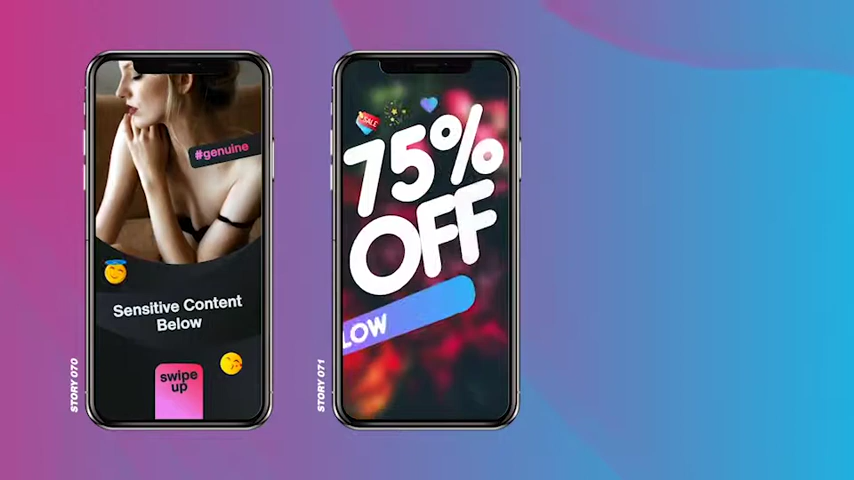 #genuine
Sensitive Content
Below
swipe
up
STORY 070
SALE
75%
OFF
LOW
STORY 071